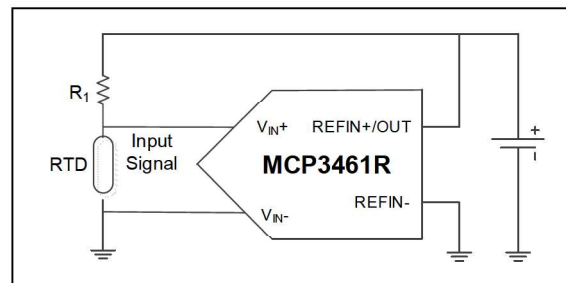 R1
RTD
Input
Signal
VIN+
REFIN+/OUT
MCP3461R
REFIN-
VIN-
+
-